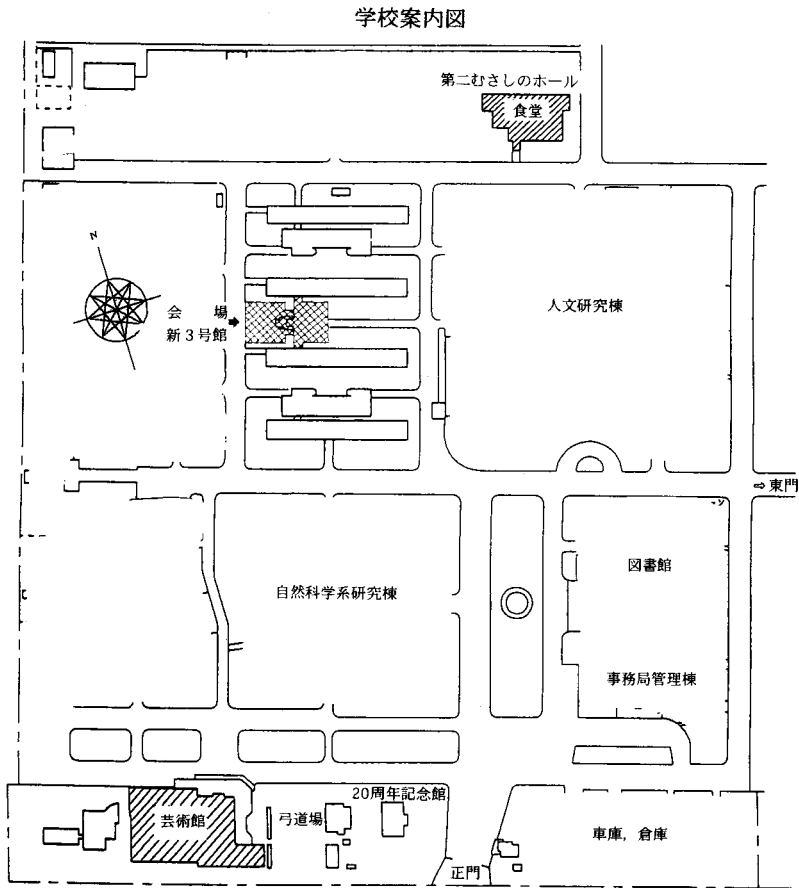 学校案内図
第二むさしのホール
食堂
N
会 場
新3号館
人文研究棟
⇨東門
図書館
自然科学系研究棟
事務局管理棟
20周年記念館
芸術館
弓道場
車庫，倉庫
正門